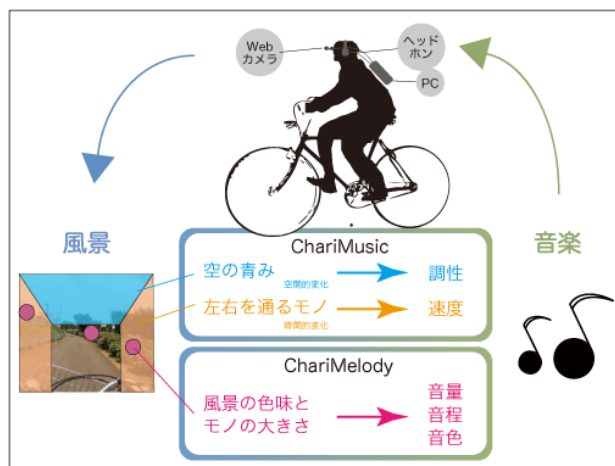 Web
カメラ
ヘッド
ホン
PC
風景
音楽
ChariMusic
空の青み
空間的変化
調性
左右を通るモノ
時間的変化
速度
ChariMelody
風景の色味と
モノの大きさ
音量
音程
音色